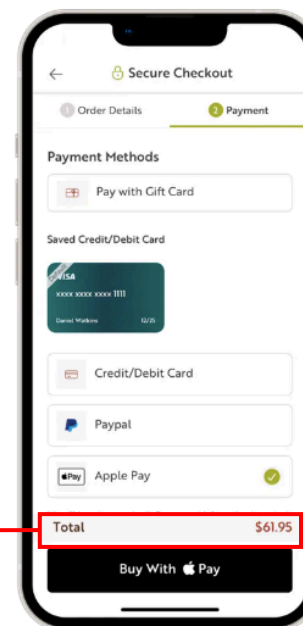 Secure Checkout
1 Order Details
2 Payment
Payment Methods
Pay with Gift Card
Saved Credit/Debit Card
VISA
xxxx xxxx xxxx 1111
Daniel Watkins 12/25
Credit/Debit Card
Paypal
Pay Apple Pay
Total $61.95
Buy With Pay